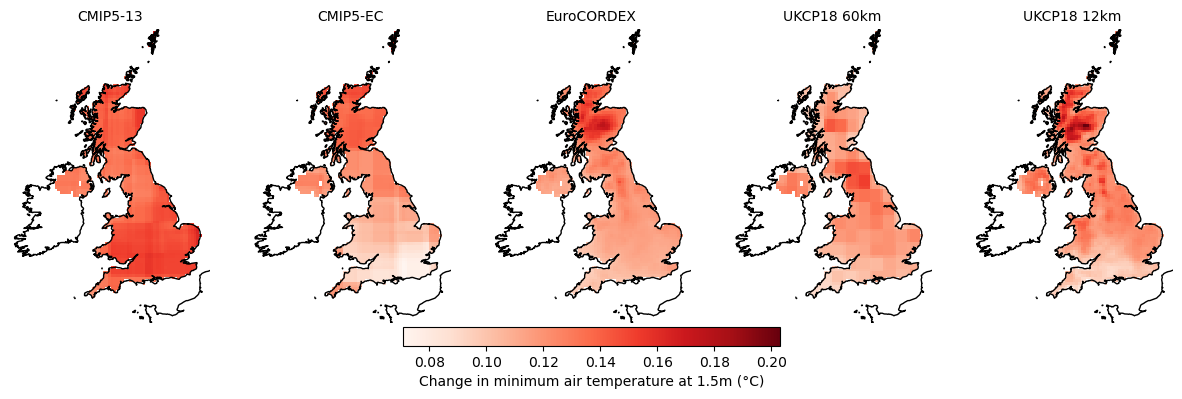 CMIP5-13 CMIP5-EC EuroCORDEX UKCP18 60km UKCP18 12km
0.08 0.10 0.12 0.14 0.16 0.18 0.20
Change in minimum air temperature at 1.5m (°C)